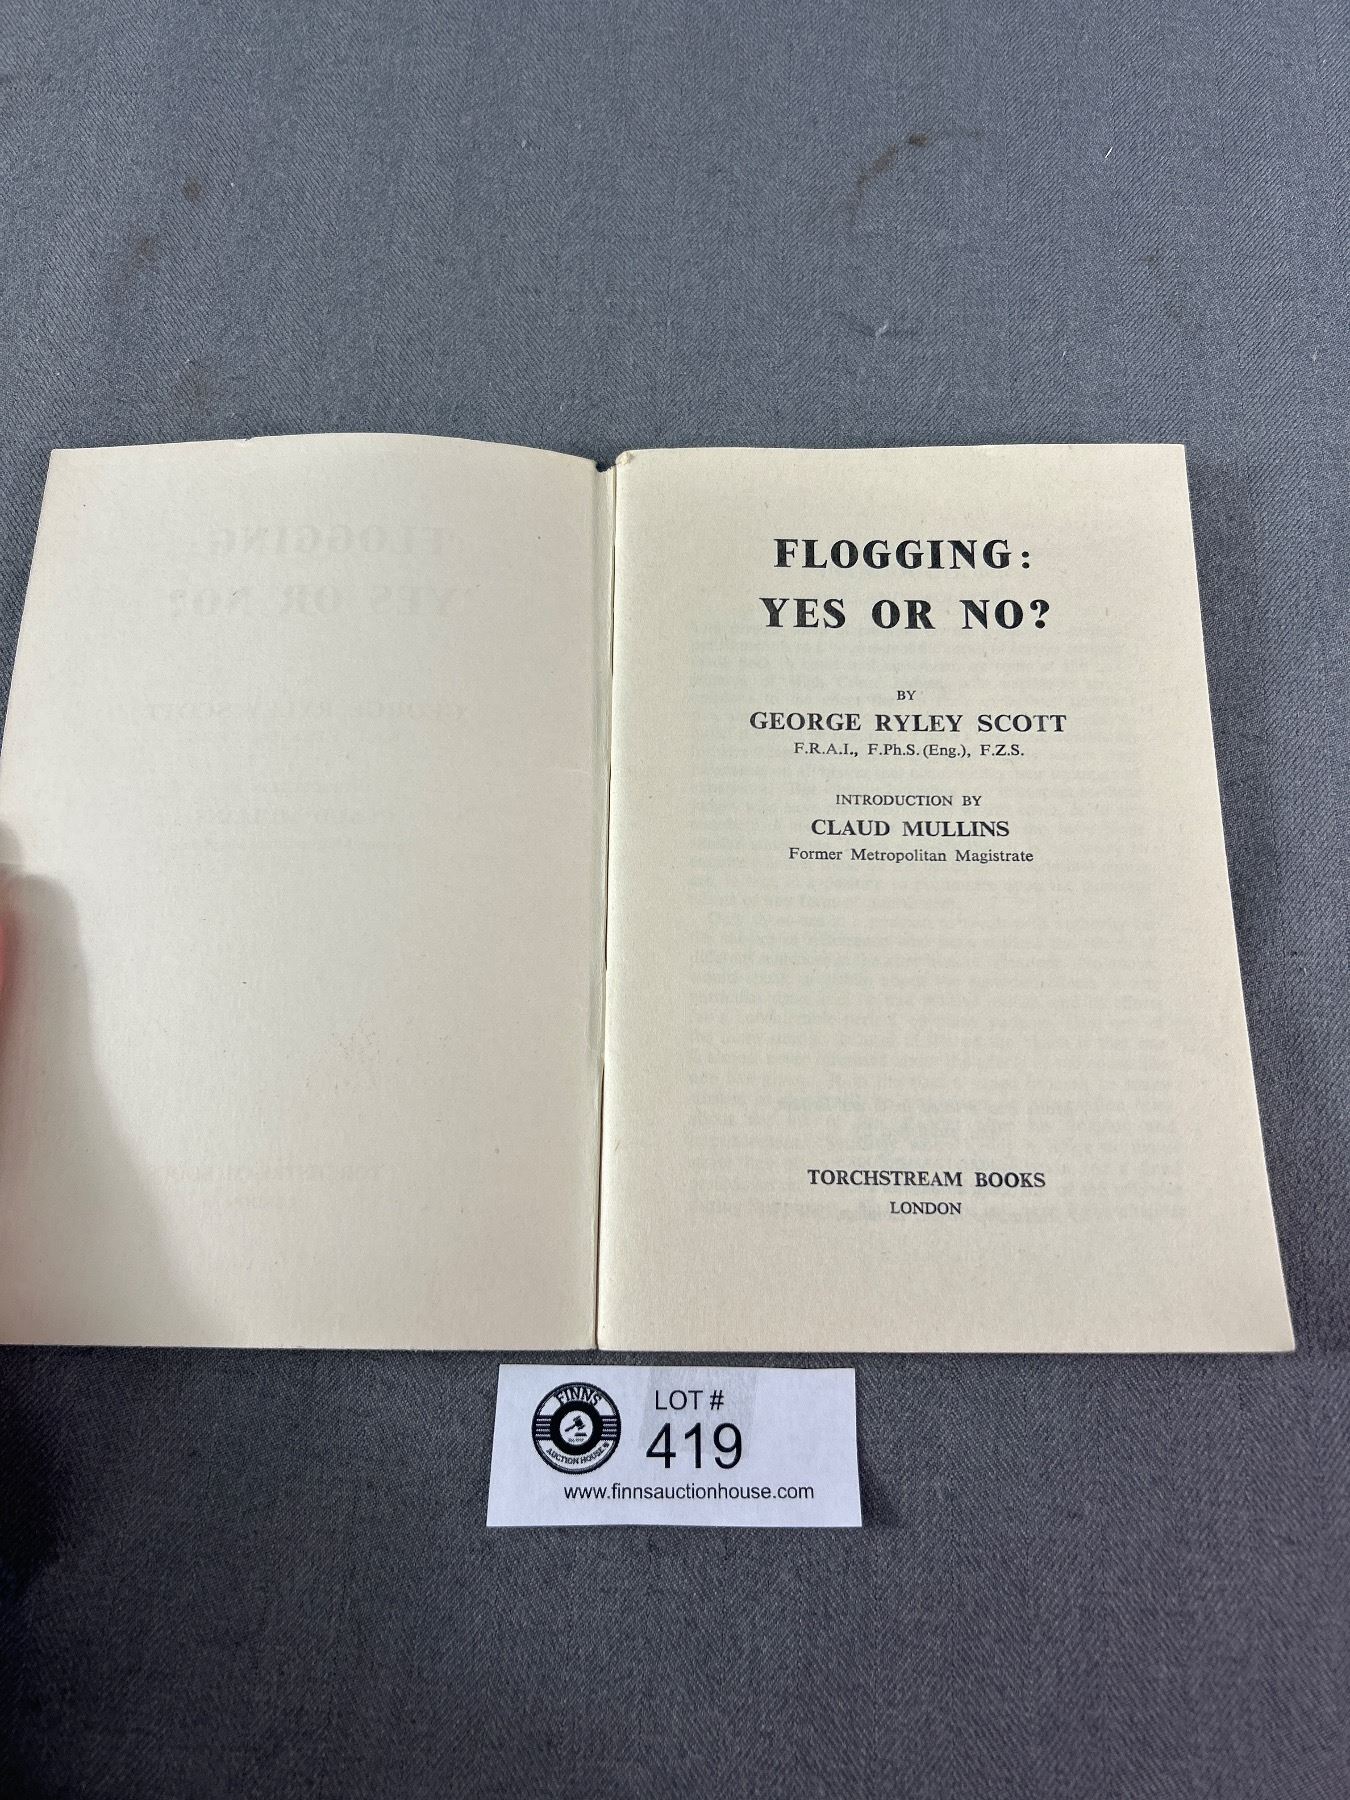 FLOGGING:
YES OR NO?
BY
GEORGE RYLEY SCOTT
F.R.A.I., F.Ph.S. (Eng.), F.Z.S.
INTRODUCTION BY
CLAUD MULLINS
Former Metropolitan Magistrate
TORCHSTREAM BOOKS
LONDON
FINNS
AUCTION HOUSE
LOT #
419
www.finnsauctionhouse.com